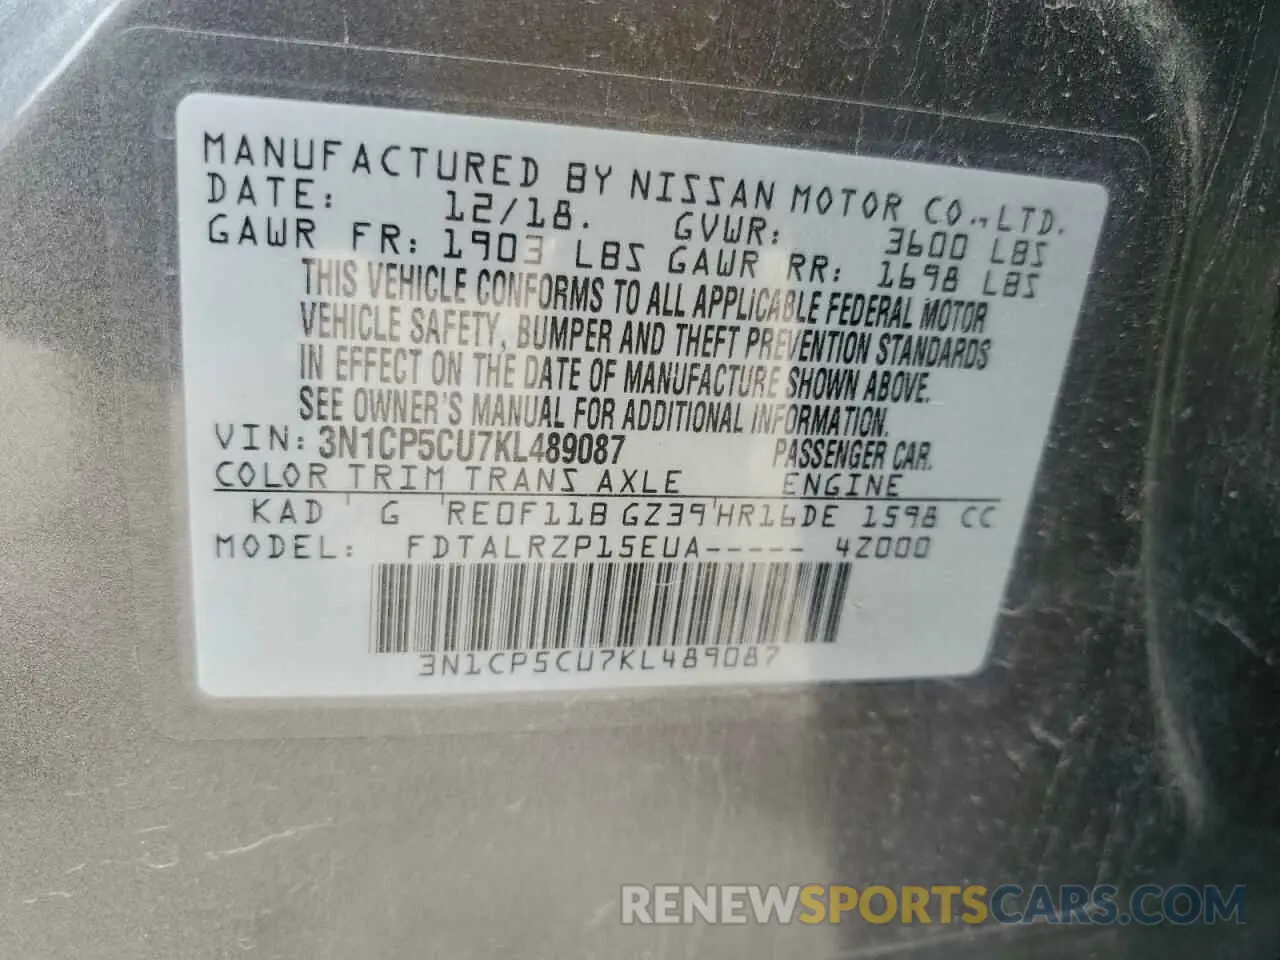 MANUFACTURED BY NISSAN MOTOR CO.,LTD.
DATE: 12/18. GVWR: 3600 LBS
GAWR FR: 1903 LBS GAWR RR: 1698 LBS
THIS VEHICLE CONFORMS TO ALL APPLICABLE FEDERAL MOTOR
VEHICLE SAFETY, BUMPER AND THEFT PREVENTION STANDARDS
IN EFFECT ON THE DATE OF MANUFACTURE SHOWN ABOVE.
SEE OWNER'S MANUAL FOR ADDITIONAL INFORMATION.
VIN: 3N1CP5CU7KL489087 PASSENGER CAR.
COLOR TRIM TRANS AXLE ENGINE
KAD ' G ' RE0F11B GZ39'HR16DE 1598 CC
MODEL: FDTALRZP15EUA----- 4Z000
3N1CP5CU7KL489087
RENEWSPORTSCARS.COM